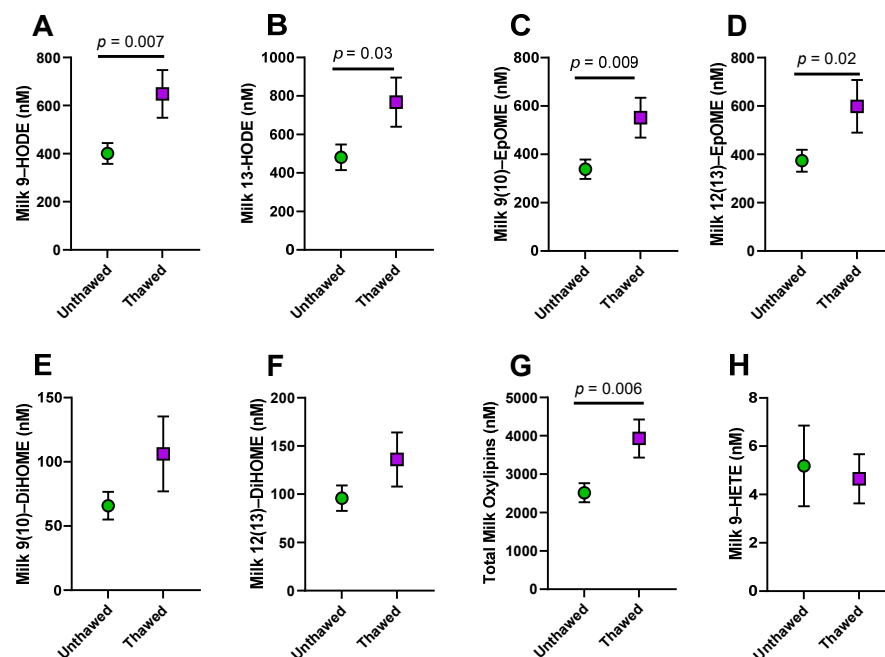 A
p = 0.007
Milk 9–HODE (nM)
800
600
400
200
0
Unthawed
Thawed
B
p = 0.03
Milk 13-HODE (nM)
1000
800
600
400
200
0
Unthawed
Thawed
C
p = 0.009
Milk 9(10)–EpOME (nM)
800
600
400
200
0
Unthawed
Thawed
D
p = 0.02
Milk 12(13)–EpOME (nM)
800
600
400
200
0
Unthawed
Thawed
E
Milk 9(10)–DiHOME (nM)
150
100
50
0
Unthawed
Thawed
F
Milk 12(13)–DiHOME (nM)
200
150
100
50
0
Unthawed
Thawed
G
p = 0.006
Total Milk Oxylipins (nM)
5000
4000
3000
2000
1000
0
Unthawed
Thawed
H
Milk 9–HETE (nM)
8
6
4
2
0
Unthawed
Thawed